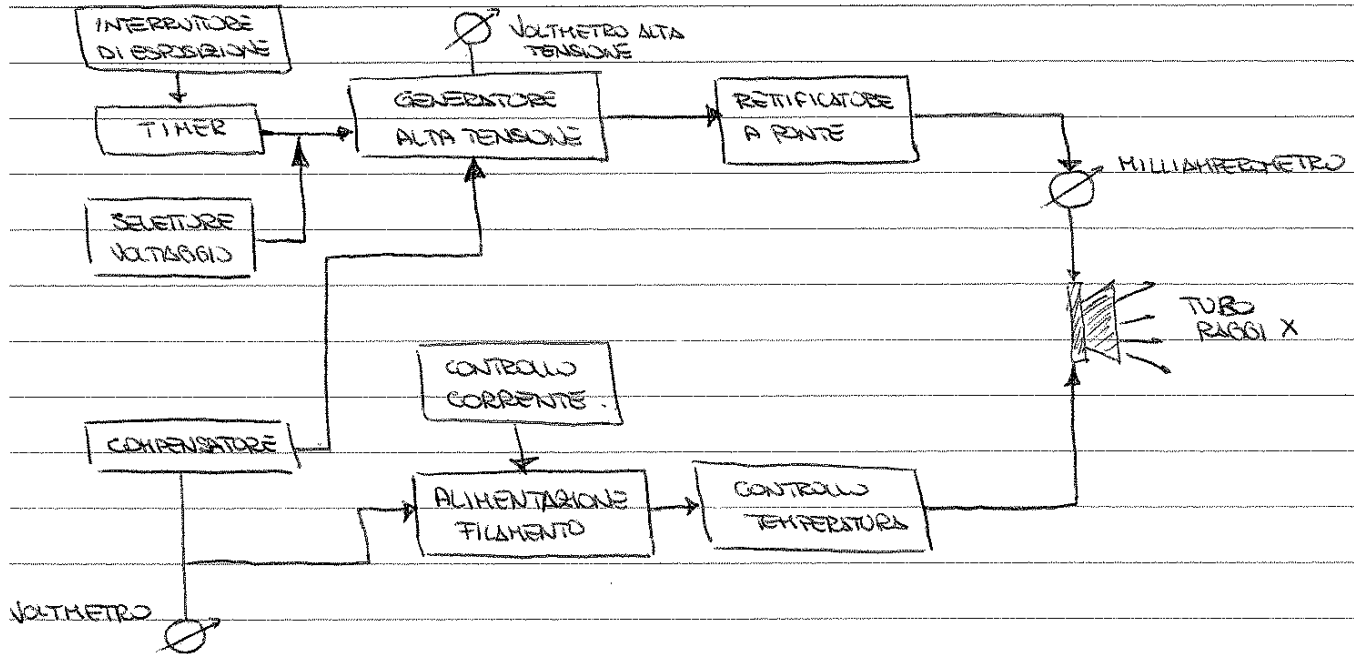 INTERRUTTORE
DI ESPOSIZIONE
VOLTMETRO ALTA
TENSIONE
TIMER
GENERATORE
ALTA TENSIONE
RETTIFICATORE
A PONTE
MILLIAMPEROMETRO
SELETTORE
VOLTAGGIO
TUBO
RAGGI X
CONTROLLO
CORRENTE.
COMPENSATORE
ALIMENTAZIONE
FILAMENTO
CONTROLLO
TEMPERATURA
VOLTMETRO